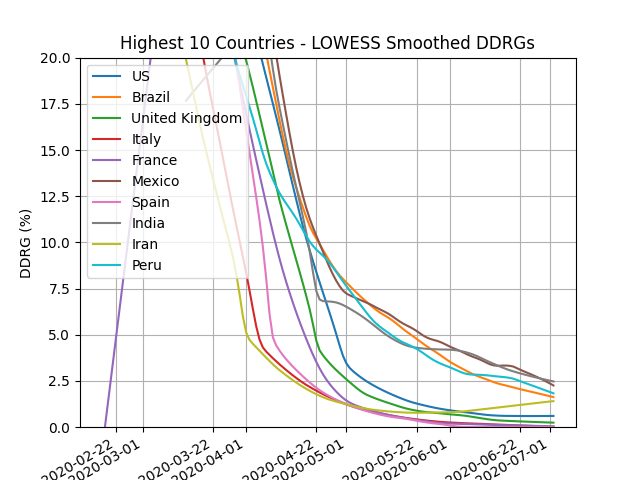 Highest 10 Countries - LOWESS Smoothed DDRGs
20.0
17.5
15.0
12.5
10.0
7.5
5.0
2.5
0.0
DDRG (%)
US
Brazil
United Kingdom
Italy
France
Mexico
Spain
India
Iran
Peru
2020-02-22
2020-03-01
2020-03-22
2020-04-01
2020-04-22
2020-05-01
2020-05-22
2020-06-01
2020-06-22
2020-07-01